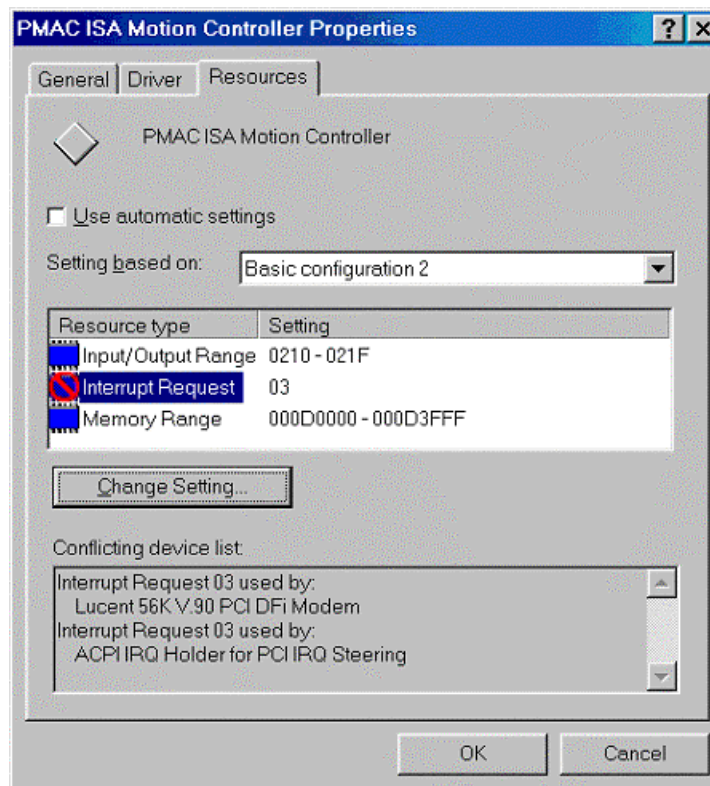 PMAC ISA Motion Controller Properties
General Driver Resources
PMAC ISA Motion Controller
Use automatic settings
Setting based on: Basic configuration 2
Resource type Setting
Input/Output Range 0210 - 021F
Interrupt Request 03
Memory Range 000D0000 - 000D3FFF
Change Setting...
Conflicting device list:
Interrupt Request 03 used by:
Lucent 56K V.90 PCI DFi Modem
Interrupt Request 03 used by:
ACPI IRQ Holder for PCI IRQ Steering
OK Cancel